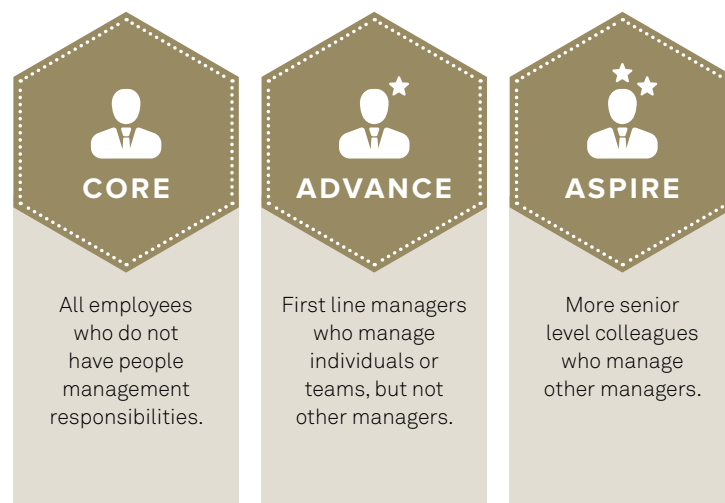 CORE
All employees
who do not
have people
management
responsibilities.
ADVANCE
First line managers
who manage
individuals or
teams, but not
other managers.
ASPIRE
More senior
level colleagues
who manage
other managers.